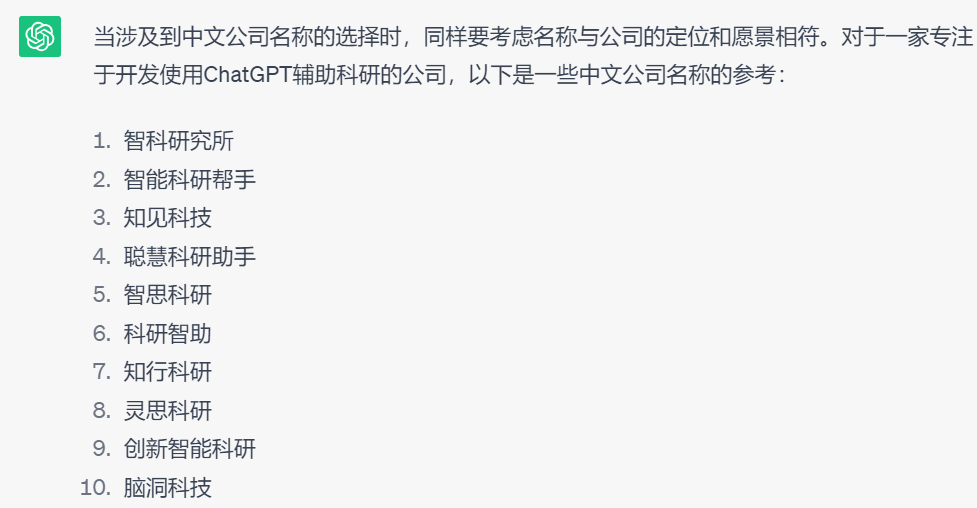 当涉及到中文公司名称的选择时，同样要考虑名称与公司的定位和愿景相符。对于一家专注
于开发使用ChatGPT辅助科研的公司，以下是一些中文公司名称的参考：
1. 智科研究所
2. 智能科研帮手
3. 知见科技
4. 聪慧科研助手
5. 智思科研
6. 科研智助
7. 知行科研
8. 灵思科研
9. 创新智能科研
10. 脑洞科技